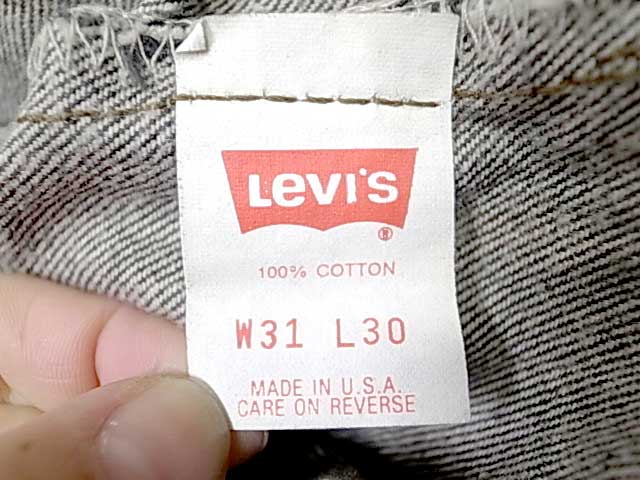 Levi's
®
100% COTTON
W31 L30
MADE IN U.S.A.
CARE ON REVERSE